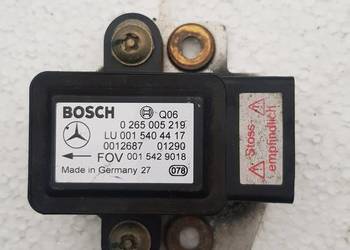 BOSCH Q06
0 265 005 219
LU 001 540 44 17
0012687 01290
FOV 001 542 9018
Made in Germany 27 078
Stoss-
empfindlich